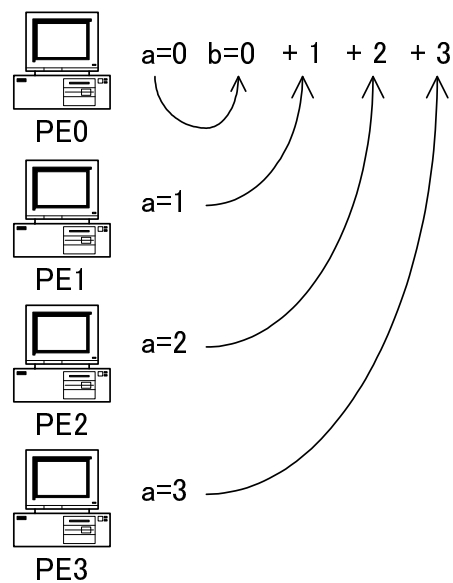 a=0 b=0 + 1 + 2 + 3
PE0
a=1
PE1
a=2
PE2
a=3
PE3